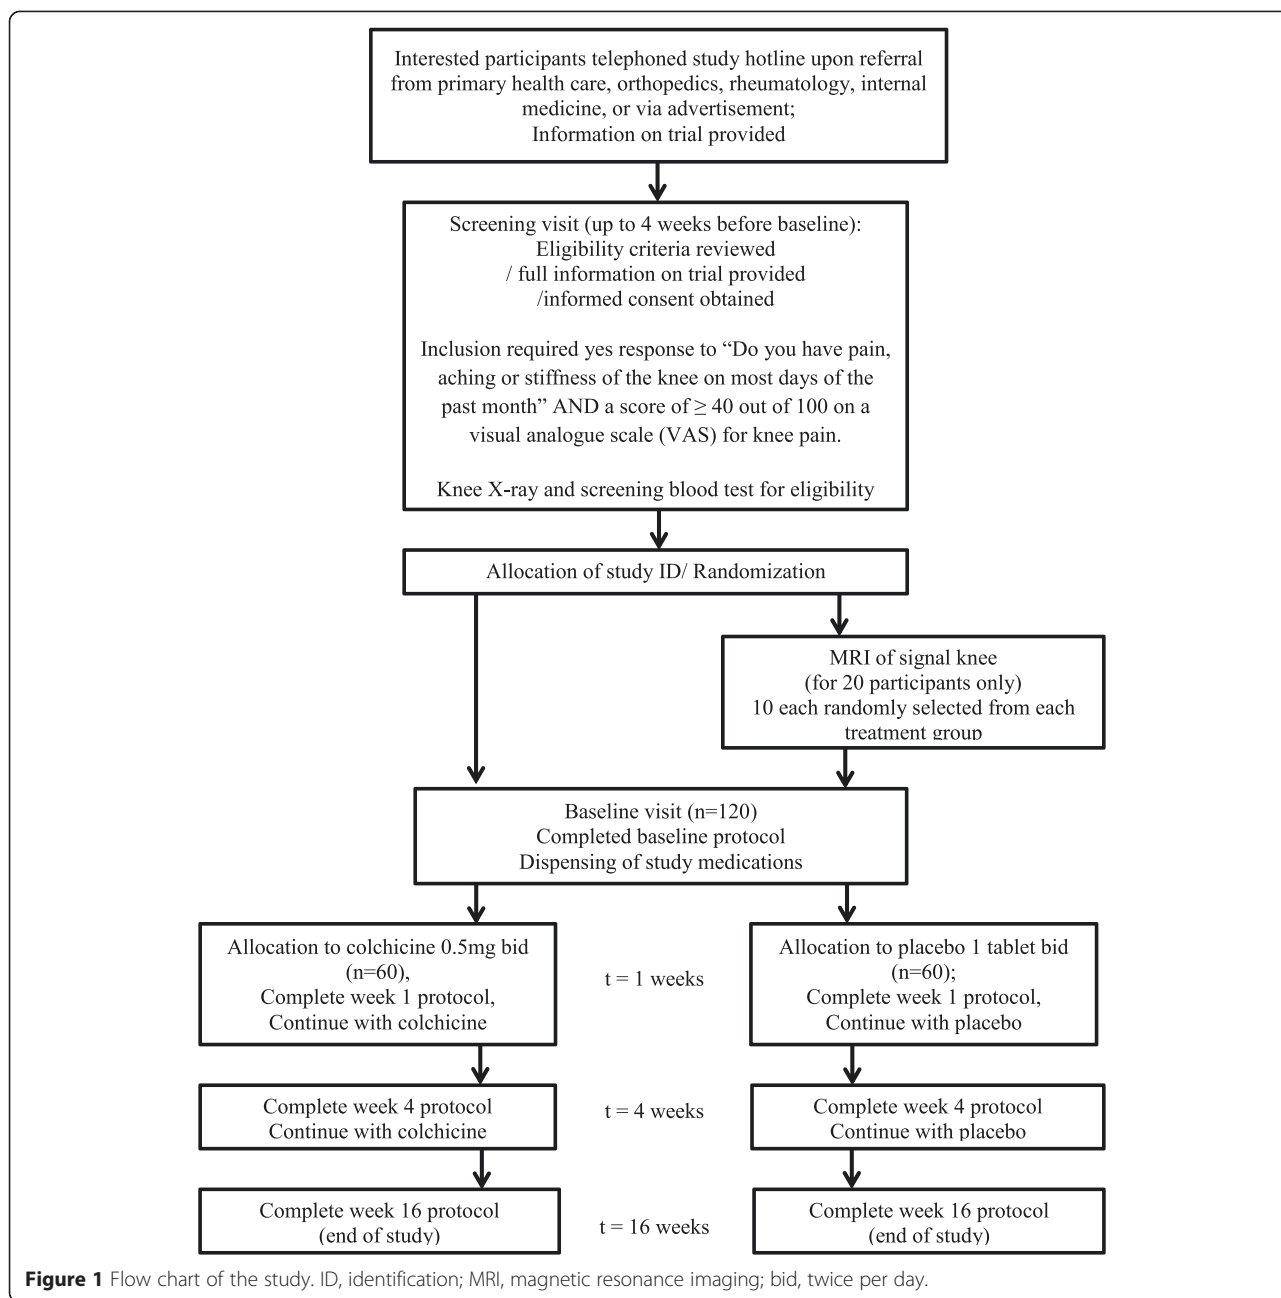 Interested participants telephoned study hotline upon referral
from primary health care, orthopedics, rheumatology, internal
medicine, or via advertisement;
Information on trial provided
Screening visit (up to 4 weeks before baseline):
Eligibility criteria reviewed
/ full information on trial provided
/informed consent obtained
Inclusion required yes response to “Do you have pain,
aching or stiffness of the knee on most days of the
past month” AND a score of ≥ 40 out of 100 on a
visual analogue scale (VAS) for knee pain.
Knee X-ray and screening blood test for eligibility
Allocation of study ID/ Randomization
MRI of signal knee
(for 20 participants only)
10 each randomly selected from each
treatment group
Baseline visit (n=120)
Completed baseline protocol
Dispensing of study medications
Allocation to colchicine 0.5mg bid
(n=60),
Complete week 1 protocol,
Continue with colchicine
t = 1 weeks
Allocation to placebo 1 tablet bid
(n=60);
Complete week 1 protocol,
Continue with placebo
Complete week 4 protocol
Continue with colchicine
t = 4 weeks
Complete week 4 protocol
Continue with placebo
Complete week 16 protocol
(end of study)
t = 16 weeks
Complete week 16 protocol
(end of study)
Figure 1 Flow chart of the study. ID, identification; MRI, magnetic resonance imaging; bid, twice per day.